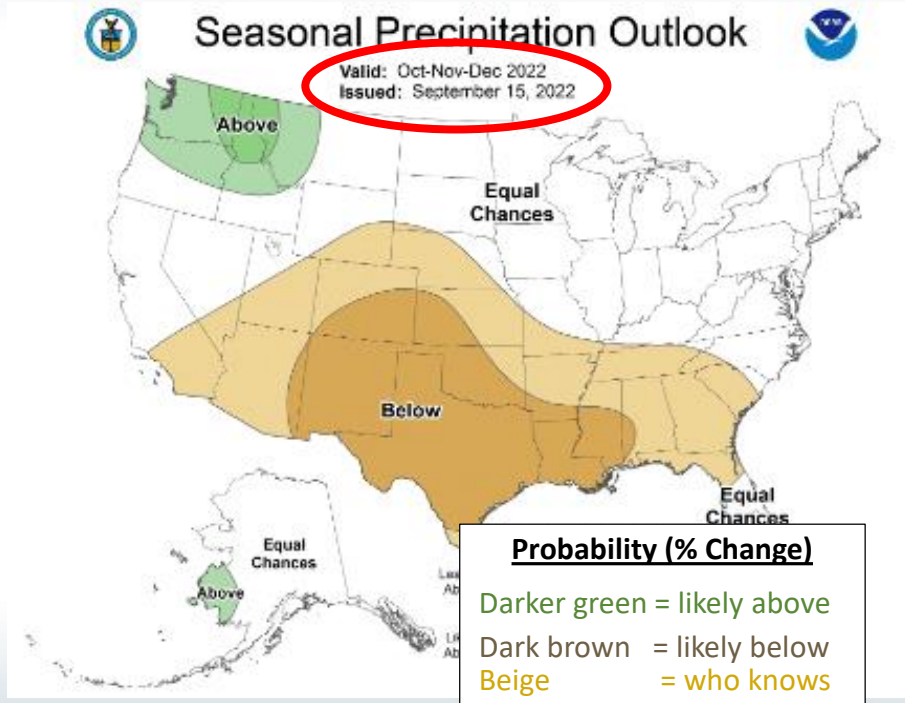 Seasonal Precipitation Outlook
Valid: Oct-Nov-Dec 2022
Issued: September 15, 2022
Above
Equal
Chances
Below
Equal
Chances
Equal
Chances
Above
Probability (% Change)
Darker green = likely above
Dark brown = likely below
Beige = who knows